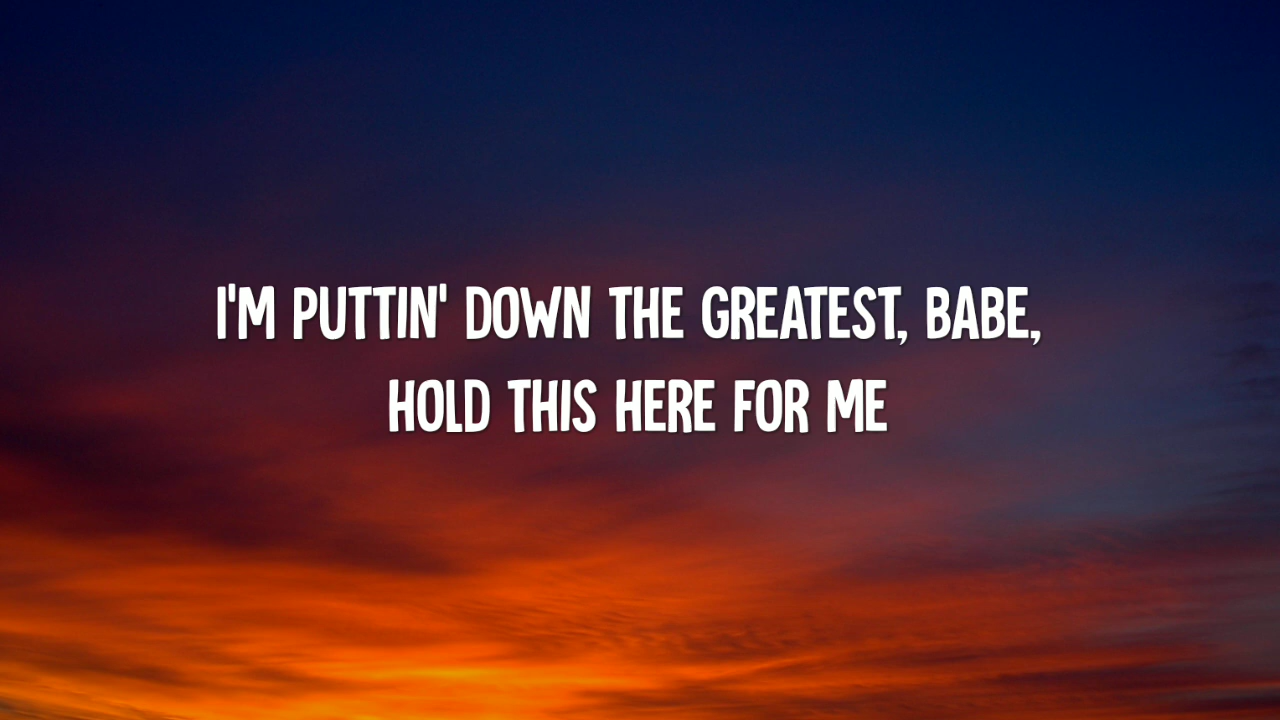 I'M PUTTIN' DOWN THE GREATEST, BABE,
HOLD THIS HERE FOR ME